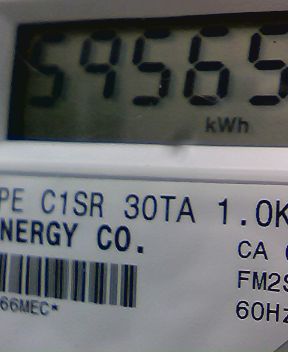 59565
kWh
PE C1SR 30TA 1.0K
NERGY CO.
CA
FM2S
60Hz
66MEC*